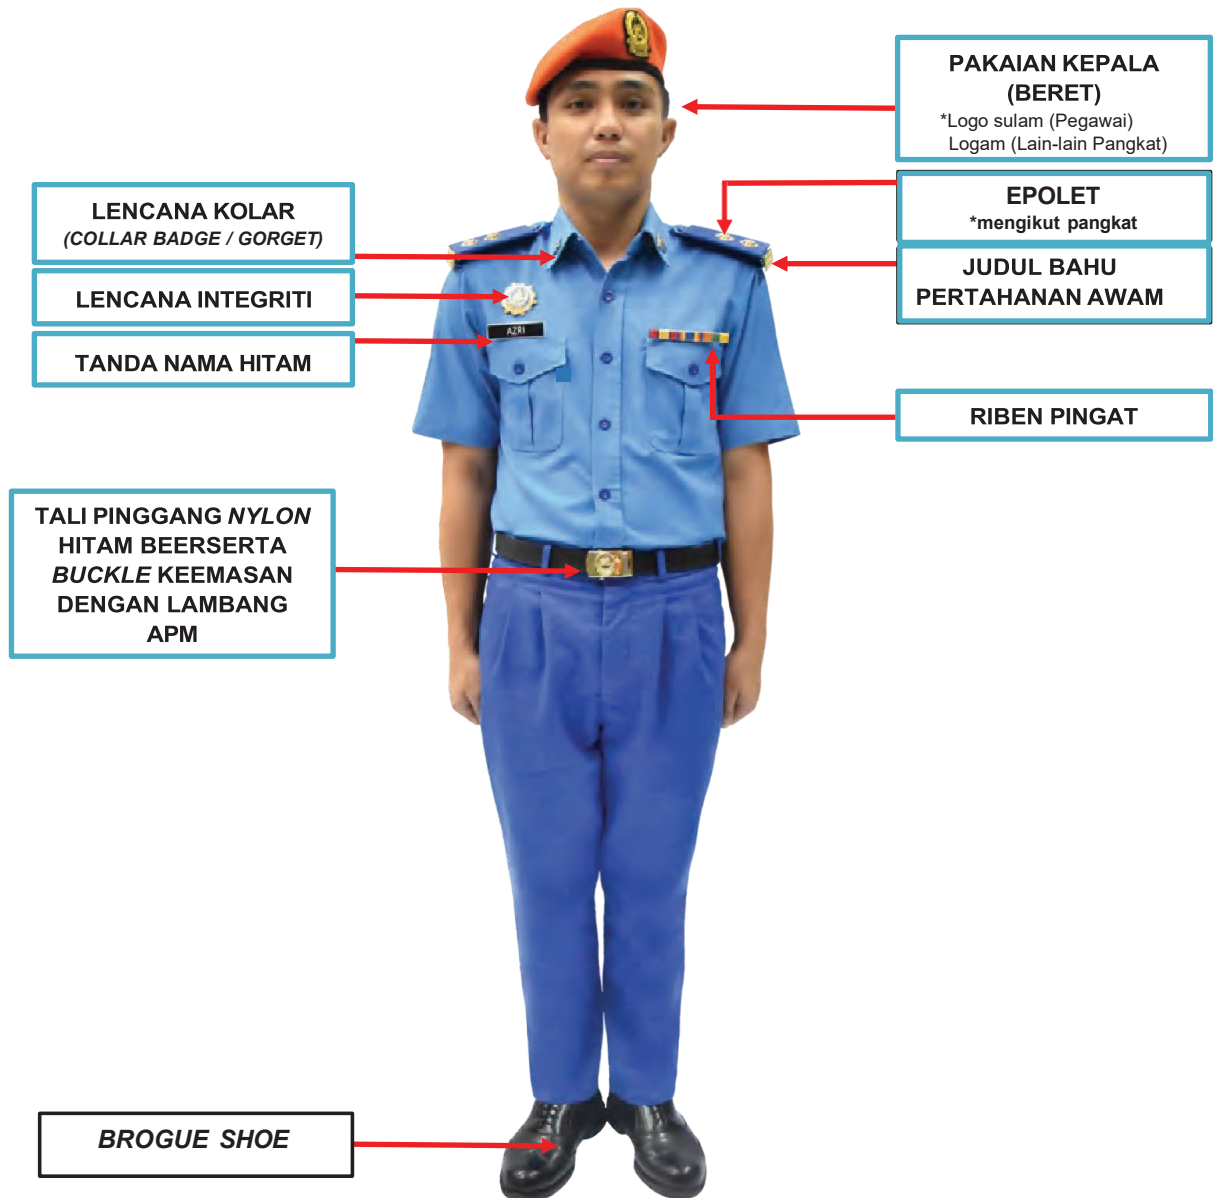 PAKAIAN KEPALA
(BERET)
*Logo sulam (Pegawai)
Logam (Lain-lain Pangkat)
EPOLET
*mengikut pangkat
JUDUL BAHU
PERTAHANAN AWAM
RIBEN PINGAT
LENCANA KOLAR
(COLLAR BADGE / GORGET)
LENCANA INTEGRITI
TANDA NAMA HITAM
AZRI
TALI PINGGANG NYLON
HITAM BEERSERTA
BUCKLE KEEMASAN
DENGAN LAMBANG
APM
BROGUE SHOE